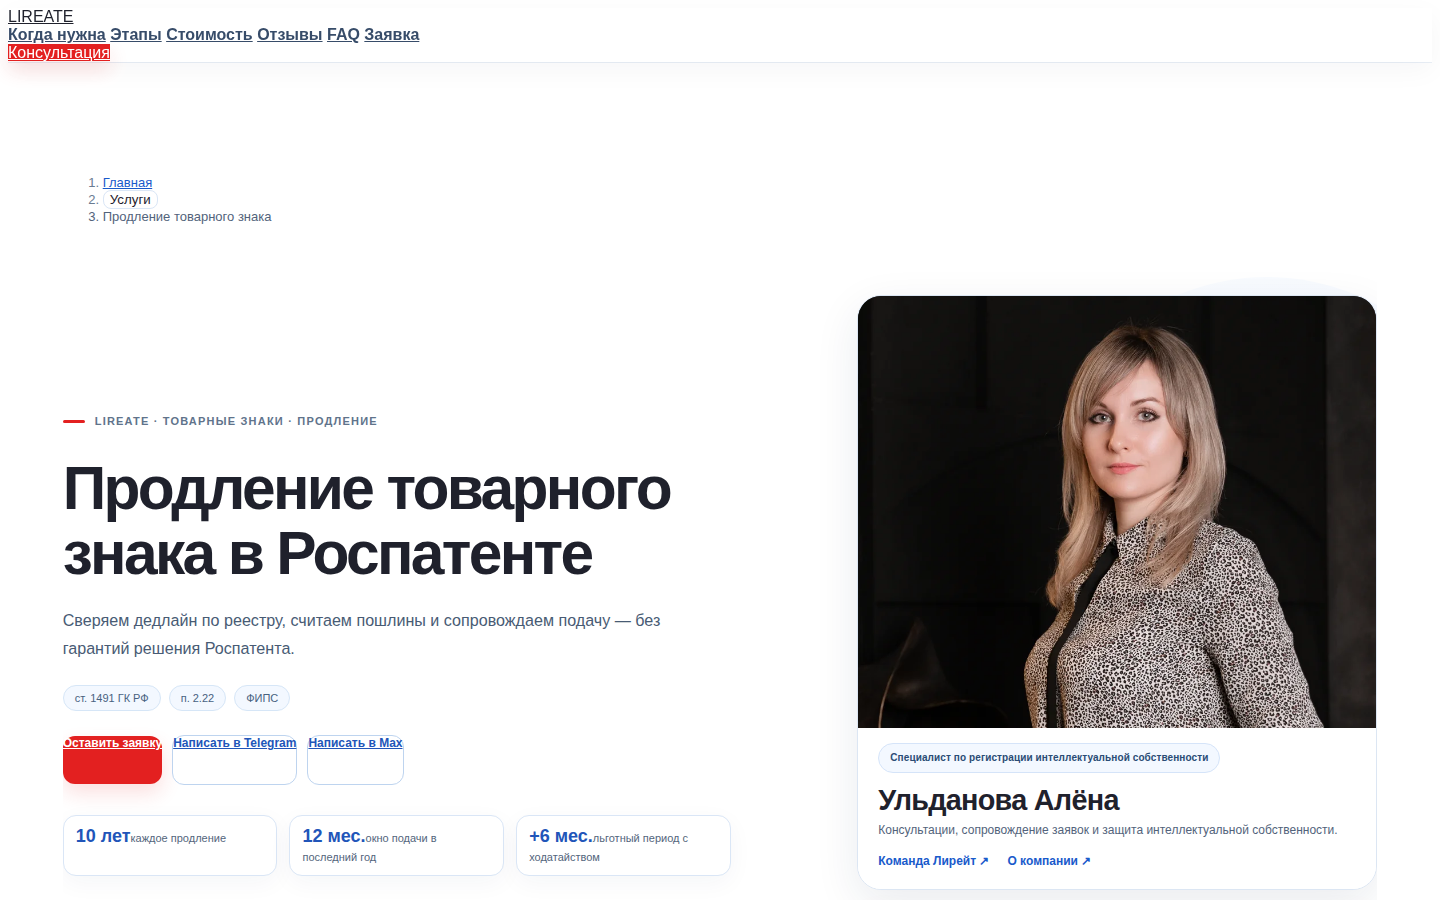 LIREATE
Когда нужна Этапы Стоимость Отзывы FAQ Заявка
Консультация
1. Главная
2. Услуги
3. Продление товарного знака
LIREATE · ТОВАРНЫЕ ЗНАКИ · ПРОДЛЕНИЕ
Продление товарного
знака в Роспатенте
Сверяем дедлайн по реестру, считаем пошлины и сопровождаем подачу — без
гарантий решения Роспатента.
ст. 1491 ГК РФ п. 2.22 ФИПС
Оставить заявку Написать в Telegram Написать в Max
10 лет каждое продление
12 мес. окно подачи в
последний год
+6 мес. льготный период с
ходатайством
Специалист по регистрации интеллектуальной собственности
Ульданова Алёна
Консультации, сопровождение заявок и защита интеллектуальной собственности.
Команда Лирейт ↗ О компании ↗